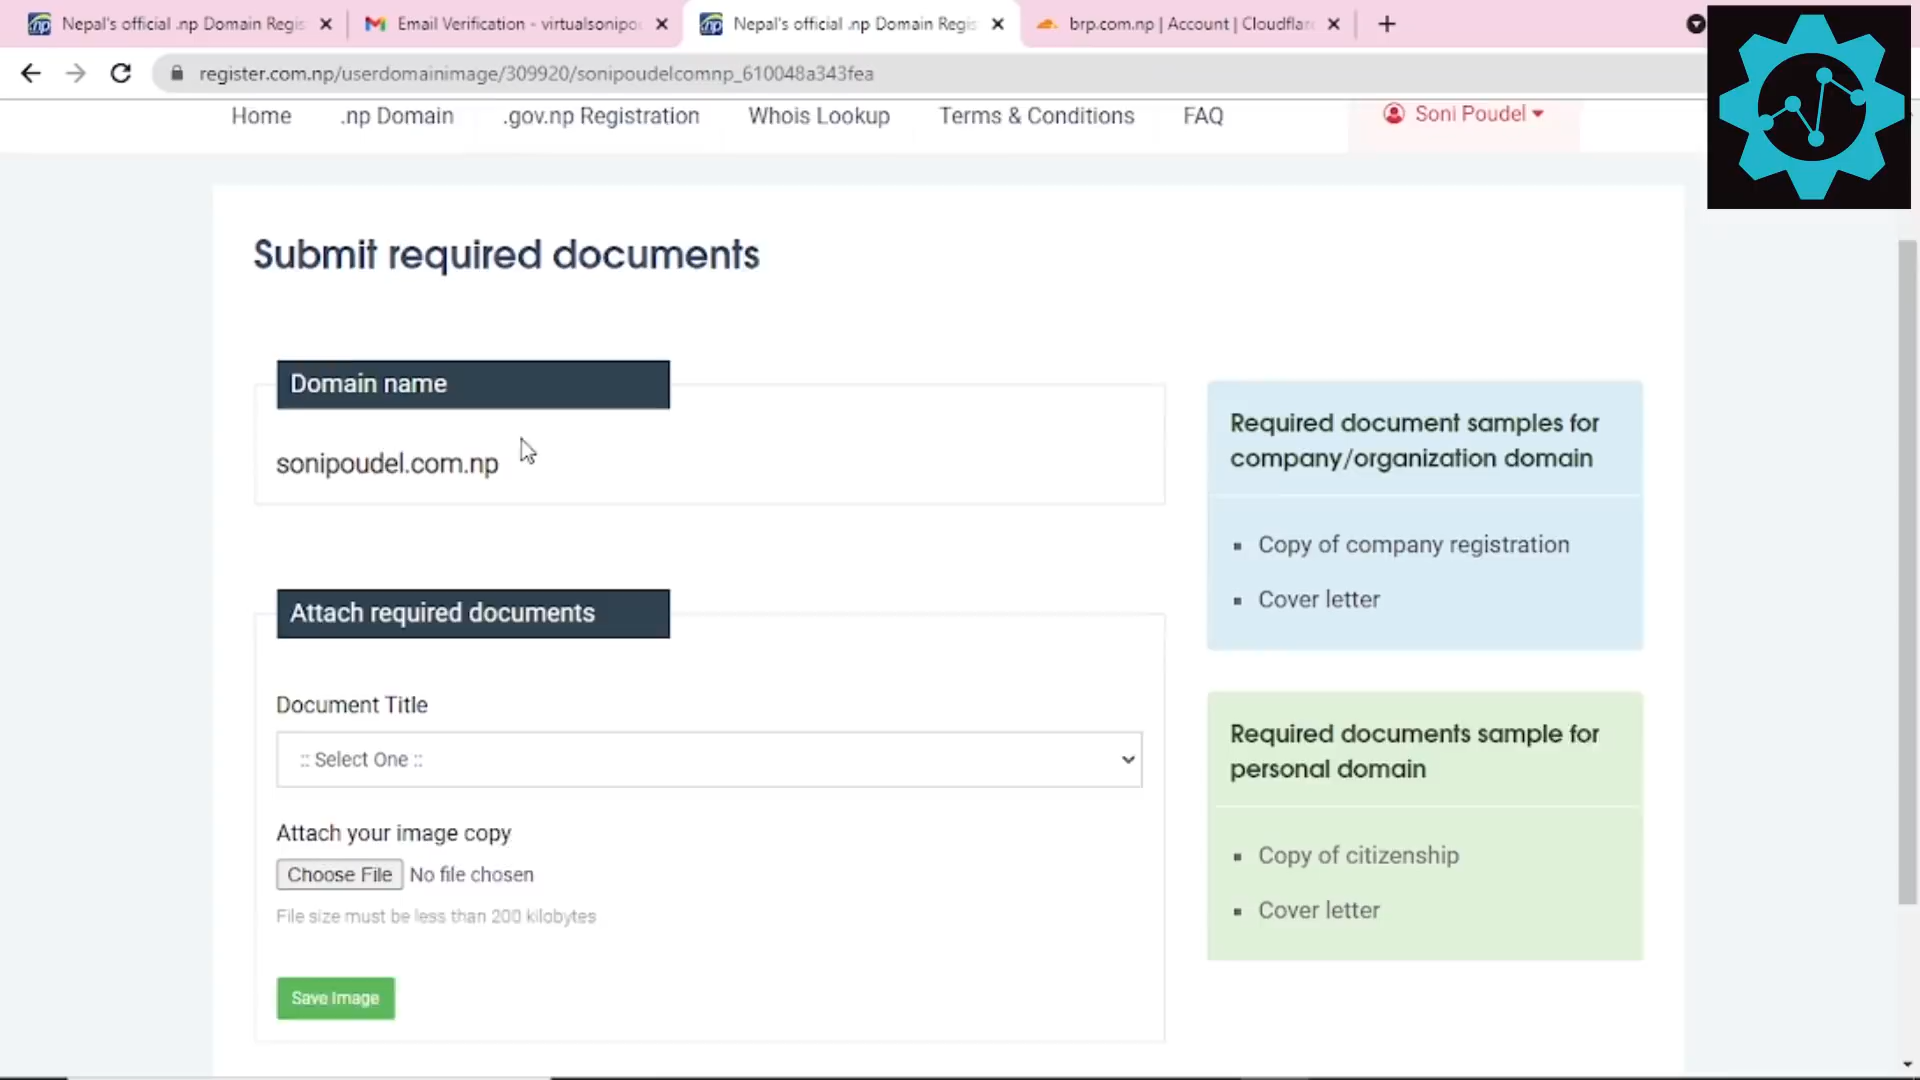 Nepal's official .np Domain Regis
Email Verification - virtualsonipo
Nepal's official .np Domain Regis
brp.com.np | Account | Cloudflar
register.com.np/userdomainimage/309920/sonipoudelcomnp_610048a343fea
Home
.np Domain
.gov.np Registration
Whois Lookup
Terms & Conditions
FAQ
Soni Poudel
Submit required documents
Domain name
sonipoudel.com.np
Attach required documents
Document Title
:: Select One ::
Attach your image copy
Choose File No file chosen
File size must be less than 200 kilobytes
Save Image
Required document samples for
company/organization domain
Copy of company registration
Cover letter
Required documents sample for
personal domain
Copy of citizenship
Cover letter